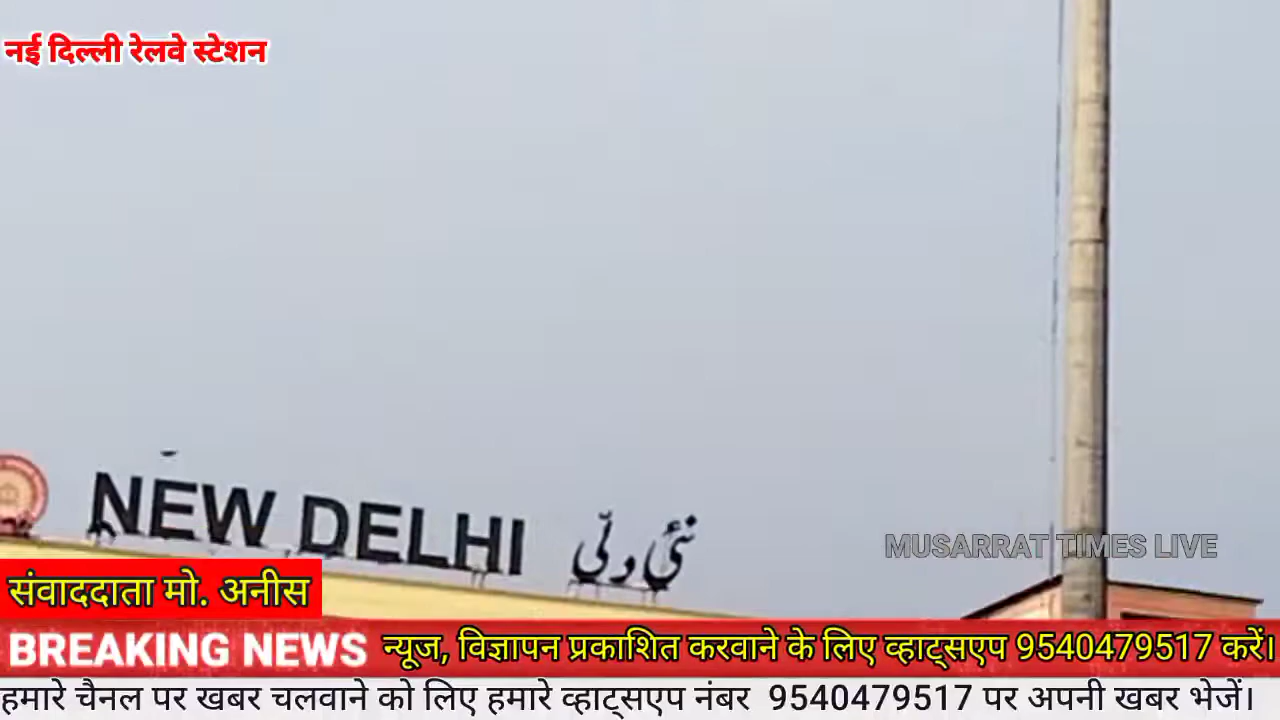 नई दिल्ली रेलवे स्टेशन
NEW DELHI نئی دلّی
MUSARRAT TIMES LIVE
संवाददाता मो. अनीस
BREAKING NEWS न्यूज, विज्ञापन प्रकाशित करवाने के लिए व्हाट्सएप 9540479517 करें।
हमारे चैनल पर खबर चलवाने को लिए हमारे व्हाट्सएप नंबर 9540479517 पर अपनी खबर भेजें।